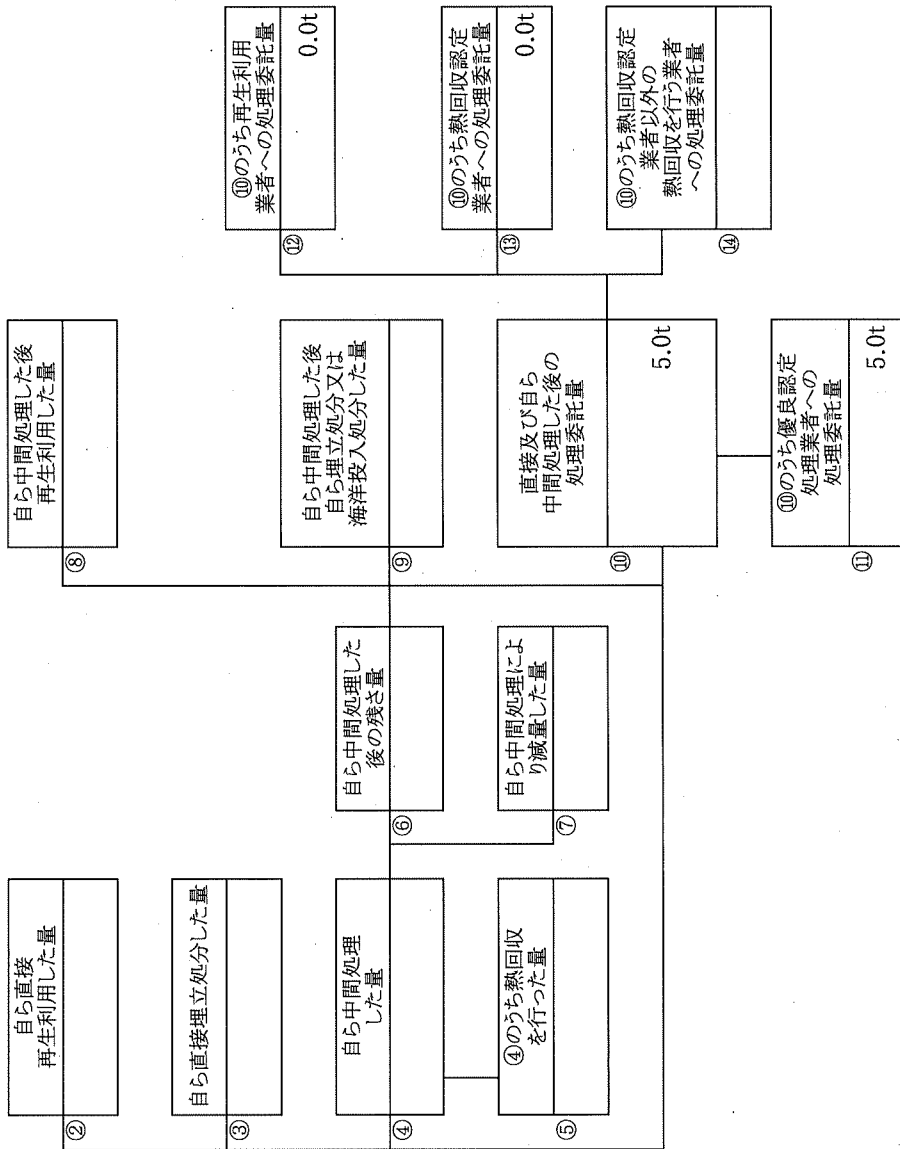 ②
自ら直接
再生利用した量
③
自ら直接埋立処分した量
④
自ら中間処理
した量
⑤
④のうち熱回収
を行った量
⑥
自ら中間処理した
後の残さ量
⑦
自ら中間処理によ
り減量した量
⑧
自ら中間処理した後
再生利用した量
⑨
自ら中間処理した後
自ら埋立処分又は
海洋投入処分した量
⑩
直接及び自ら
中間処理した後の
処理委託量
5.0t
⑪
⑩のうち優良認定
処理業者への
処理委託量
5.0t
⑫
⑩のうち再生利用
業者への処理委託量
0.0t
⑬
⑩のうち熱回収認定
業者への処理委託量
0.0t
⑭
⑩のうち熱回収認定
業者以外の
熱回収を行う業者
への処理委託量